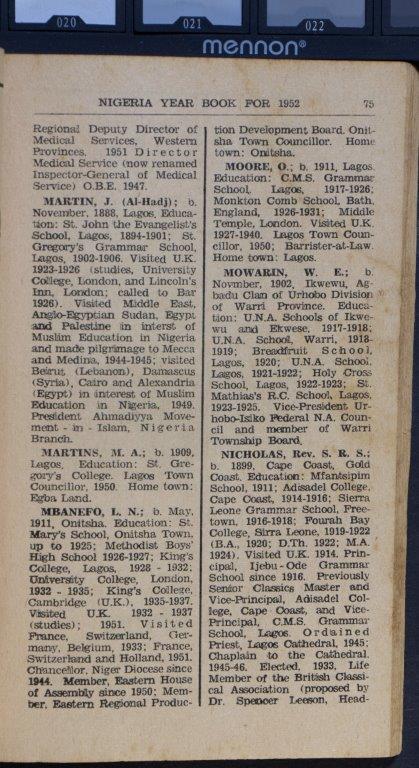 020
021
022
mennon®
NIGERIA YEAR BOOK FOR 1952 75
Regional Deputy Director of
Medical Services, Western
Provinces. 1951 Director
Medical Service (now renamed
Inspector-General of Medical
Service) O.B.E. 1947.
MARTIN, J. (Al-Hadj); b.
November, 1888, Lagos, Educa-
tion: St. John the Evangelist's
School, Lagos, 1894-1901; St.
Gregory's Grammar School,
Lagos, 1902-1906. Visited U.K.
1923-1926 (studies, University
College, London, and Lincoln's
Inn, London; called to Bar
1926). Visited Middle East,
Anglo-Egyptian Sudan, Egypt
and Palestine in interst of
Muslim Education in Nigeria
and made pilgrimage to Mecca
and Medina, 1944-1945; visited
Beirut (Lebanon), Damascus
(Syria), Cairo and Alexandria
(Egypt) in interest of Muslim
Education in Nigeria, 1949.
President Ahmadiyya Move-
ment - in - Islam, Nigeria
Branch.
MARTINS, M. A.; b. 1909,
Lagos, Education: St. Gre-
gory's College. Lagos Town
Councillor, 1950. Home town:
Egba Land.
MBANEFO, L. N.; b. May,
1911, Onitsha. Education: St.
Mary's School, Onitsha Town,
up to 1925; Methodist Boys'
High School 1926-1927; King's
College, Lagos, 1928 - 1932;
University College, London,
1932 - 1935; King's College,
Cambridge (U.K.), 1935-1937.
Visited U.K. 1932 - 1937
(studies); 1951. Visited
France, Switzerland, Ger-
many, Belgium, 1933; France,
Switzerland and Holland, 1951.
Chancellor, Niger Diocese since
1944. Member, Eastern House
of Assembly since 1950; Mem-
ber, Eastern Regional Produc-
tion Development Board. Onit-
sha Town Councillor. Home
town: Onitsha.
MOORE, O.; b. 1911, Lagos.
Education: C.M.S. Grammar
School, Lagos, 1917-1926;
Monkton Comb School, Bath,
England, 1926-1931; Middle
Temple, London. Visited U.K.
1927-1940. Lagos Town Coun-
cillor, 1950; Barrister-at-Law.
Home town: Lagos.
MOWARIN, W. E.; b.
Novmber, 1902, Ikwewu, Ag-
badu Clan of Urhobo Division
of Warri Province. Educa-
tion: U.N.A. Schools of Ikwe-
wu and Ekwese, 1917-1918;
U.N.A. School, Warri, 1918-
1919; Breadfruit School,
Lagos, 1920; U.N.A. School,
Lagos, 1921-1922; Holy Cross
School, Lagos, 1922-1923; St.
Mathias's R.C. School, Lagos,
1923-1925. Vice-President Ur-
hobo-Isiko Federal N.A. Coun-
cil and member of Warri
Township Board.
NICHOLAS, Rev. S. R. S.;
b. 1899, Cape Coast, Gold
Coast. Education: Mfantsipim
School, 1911; Adisadel College,
Cape Coast, 1914-1916; Sierra
Leone Grammar School, Free-
town, 1916-1918; Fourah Bay
College, Sirra Leone, 1919-1922
(B.A., 1920; D.Th. 1922; M.A.
1924). Visited U.K. 1914. Prin-
cipal, Ijebu-Ode Grammar
School since 1916. Previously
Senior Classics Master and
Vice-Principal, Adisadel Col-
lege, Cape Coast, and Vice-
Principal, C.M.S. Grammar
School, Lagos. Ordained
Priest, Lagos Cathedral, 1945;
Chaplain to the Cathedral,
1945-46. Elected, 1933, Life
Member of the British Classi-
cal Association (proposed by
Dr. Spencer Leeson, Head-